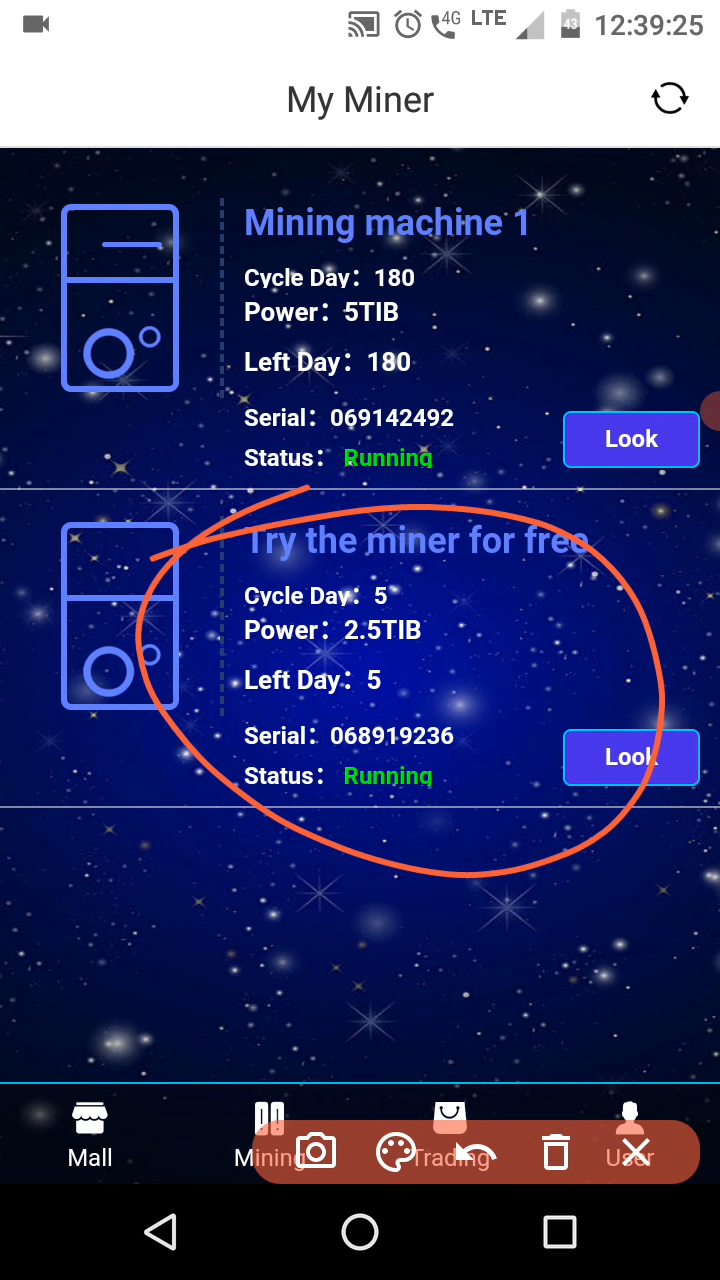 4G LTE 43 12:39:25
My Miner
Mining machine 1
Cycle Day：180
Power：5TIB
Left Day：180
Serial：069142492
Status： Running
Look
Try the miner for free
Cycle Day：5
Power：2.5TIB
Left Day：5
Serial：068919236
Status： Running
Look
Mall
Mining
Trading
User